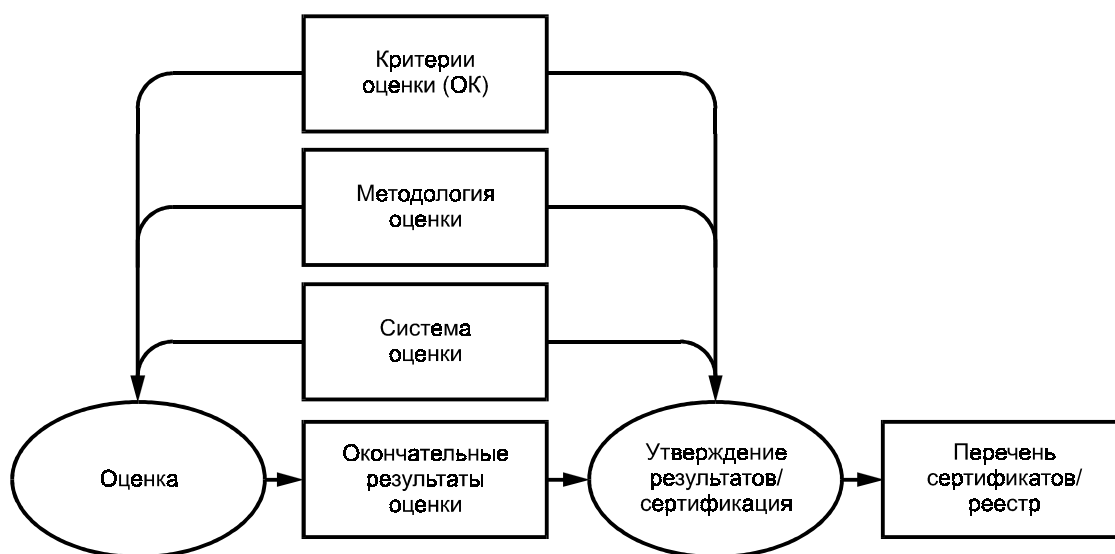 Критерии
оценки (ОК)
Методология
оценки
Система
оценки
Оценка
Окончательные
результаты
оценки
Утверждение
результатов/
сертификация
Перечень
сертификатов/
реестр